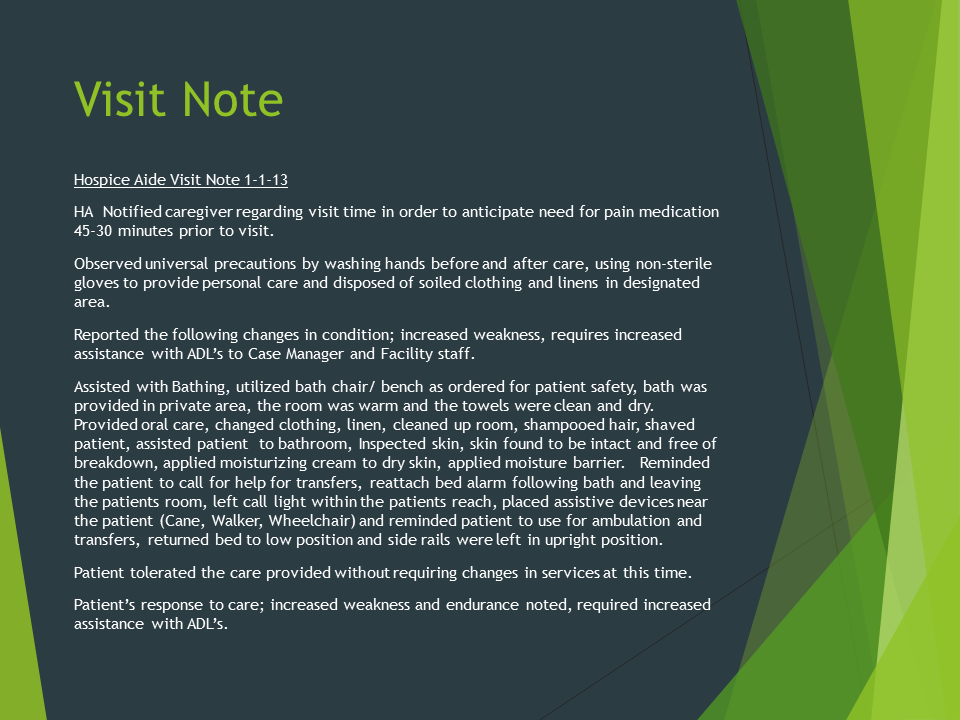 Visit Note
Hospice Aide Visit Note 1-1-13
HA  Notified caregiver regarding visit time in order to anticipate need for pain medication
45-30 minutes prior to visit.
Observed universal precautions by washing hands before and after care, using non-sterile
gloves to provide personal care and disposed of soiled clothing and linens in designated
area.
Reported the following changes in condition; increased weakness, requires increased
assistance with ADL’s to Case Manager and Facility staff.
Assisted with Bathing, utilized bath chair/ bench as ordered for patient safety, bath was
provided in private area, the room was warm and the towels were clean and dry.
Provided oral care, changed clothing, linen, cleaned up room, shampooed hair, shaved
patient, assisted patient  to bathroom, Inspected skin, skin found to be intact and free of
breakdown, applied moisturizing cream to dry skin, applied moisture barrier.   Reminded
the patient to call for help for transfers, reattach bed alarm following bath and leaving
the patients room, left call light within the patients reach, placed assistive devices near
the patient (Cane, Walker, Wheelchair) and reminded patient to use for ambulation and
transfers,  returned bed to low position and side rails were left in upright position.
Patient tolerated the care provided without requiring changes in services at this time.
Patient’s response to care; increased weakness and endurance noted, required increased
assistance with ADL’s.